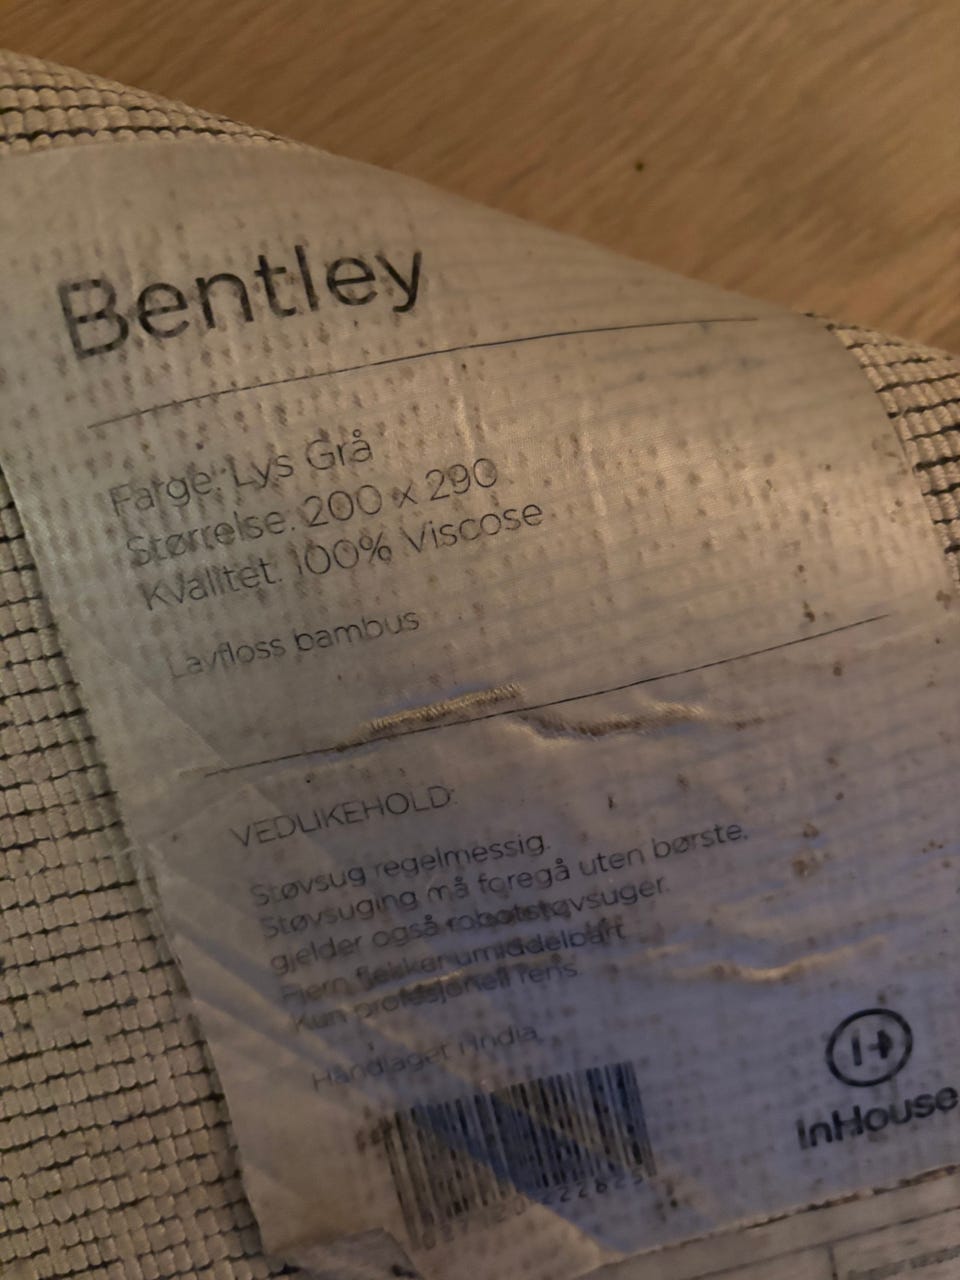 Bentley
Farge: Lys Grå
Størrelse: 200 x 290
Kvalitet: 100% Viscose
Lavfloss bambus
VEDLIKEHOLD:
Støvsug regelmessig.
Støvsuging må foregå uten børste,
gjelder også robotstøvsuger.
Fjern flekker umiddelbart
Kun profesjonell rens
Håndlaget i India
InHouse